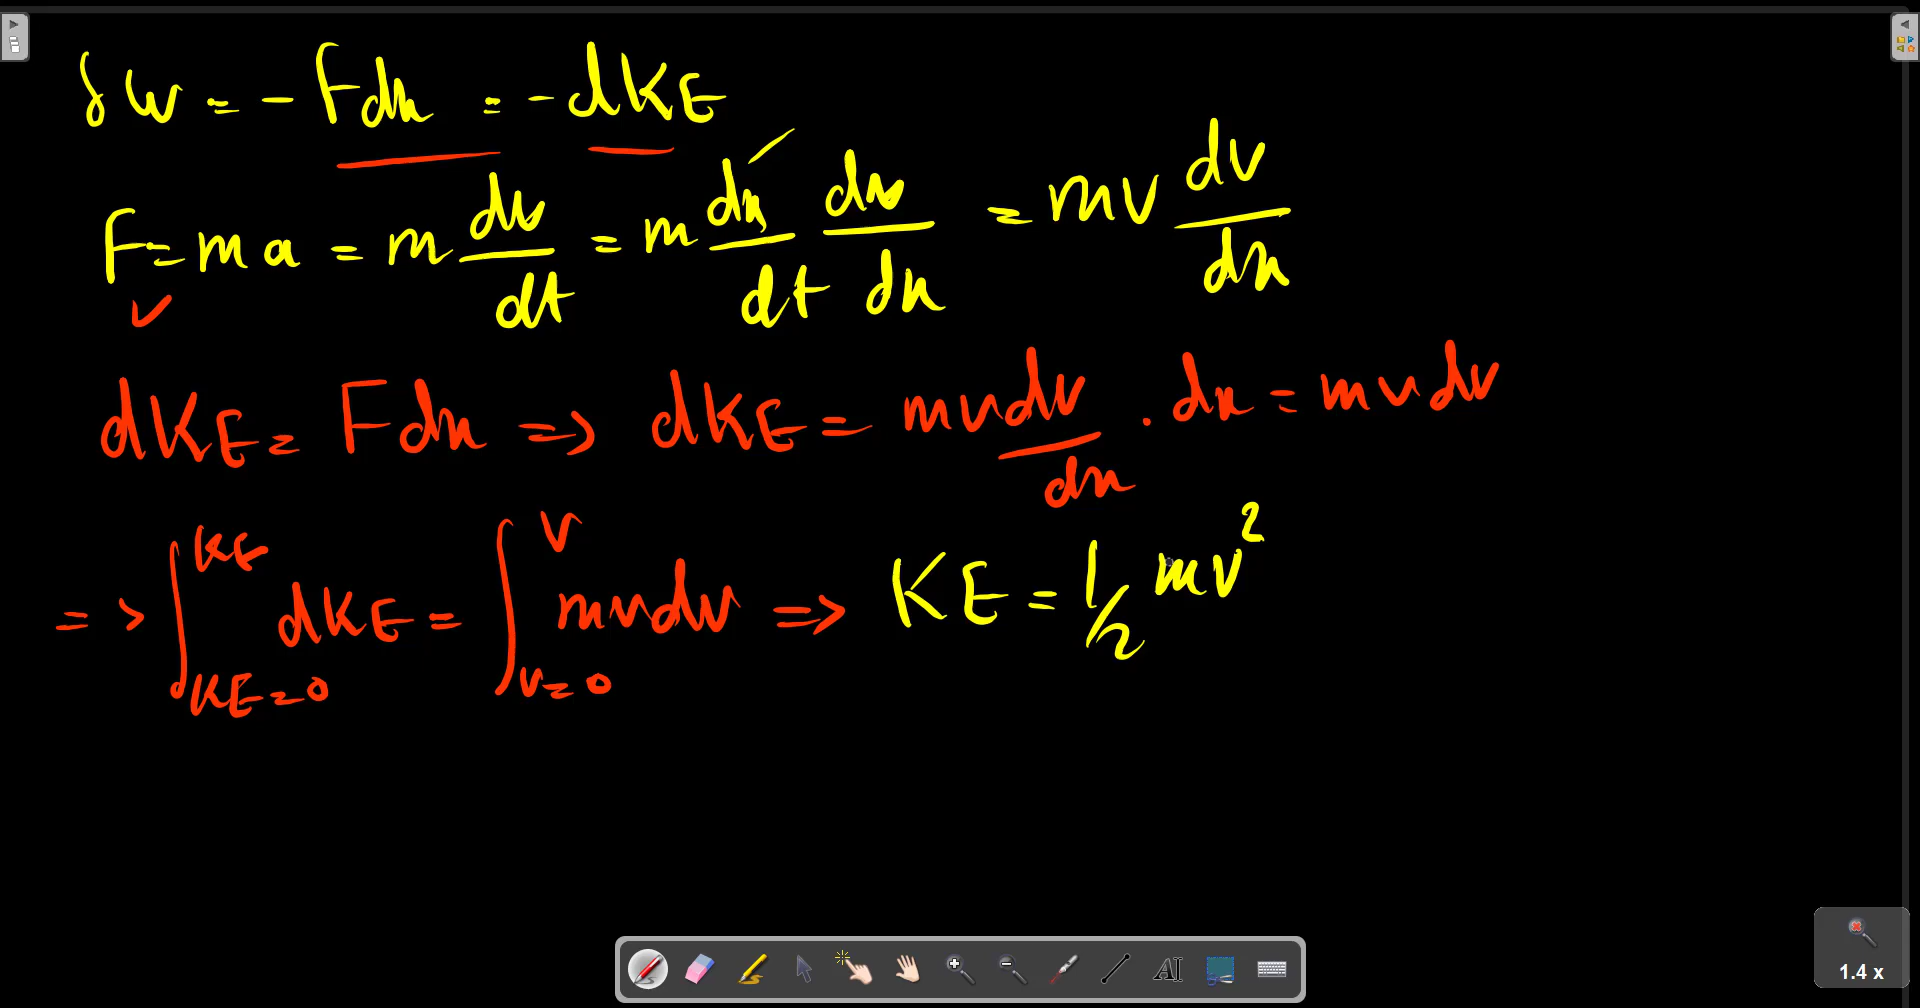 δW = - Fdx = - dKE
F = ma = m dv/dt = m dx/dt dv/dx = mv dv/dx
dKE = Fdx => dKE = mv dv/dx . dx = mvdv
=> ∫_{KE=0}^{KE} dKE = ∫_{v=0}^{v} mvdv => KE = 1/2 mv²
AI
1.4 x